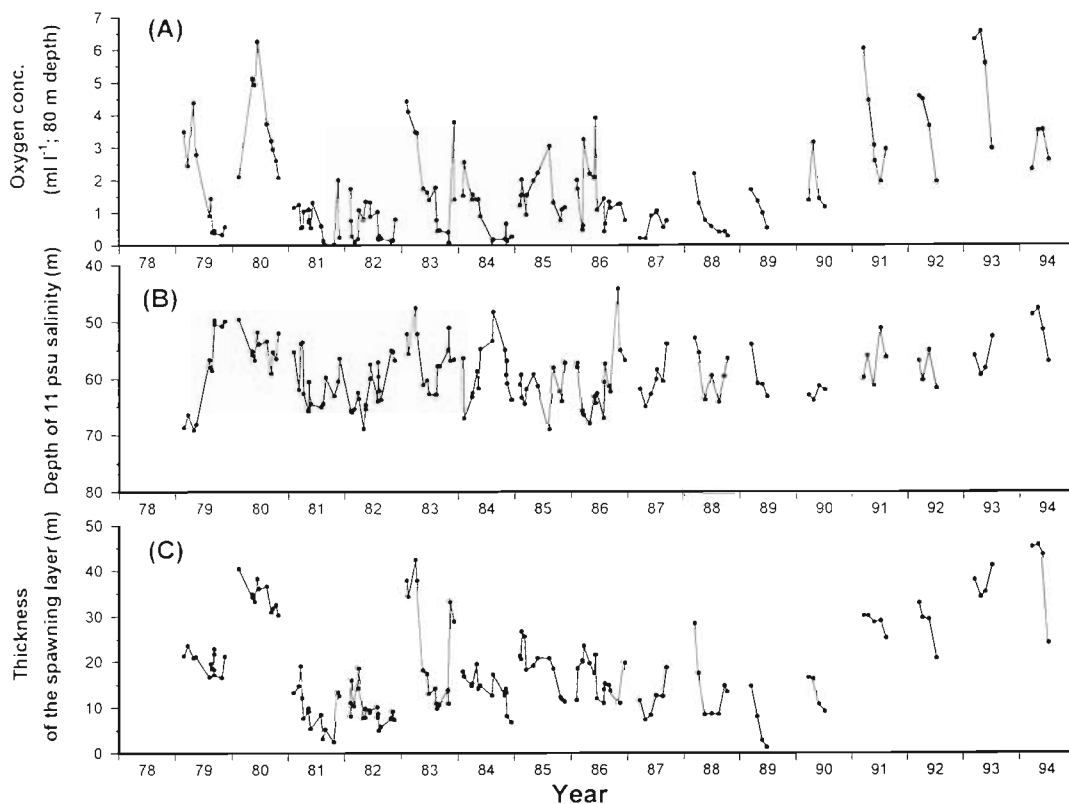 (A)
Oxygen conc.
(ml l⁻¹; 80 m depth)
7
6
5
4
3
2
1
0
78 79 80 81 82 83 84 85 86 87 88 89 90 91 92 93 94
(B)
Depth of 11 psu salinity (m)
40
50
60
70
80
78 79 80 81 82 83 84 85 86 87 88 89 90 91 92 93 94
(C)
Thickness
of the spawning layer (m)
50
40
30
20
10
0
78 79 80 81 82 83 84 85 86 87 88 89 90 91 92 93 94
Year